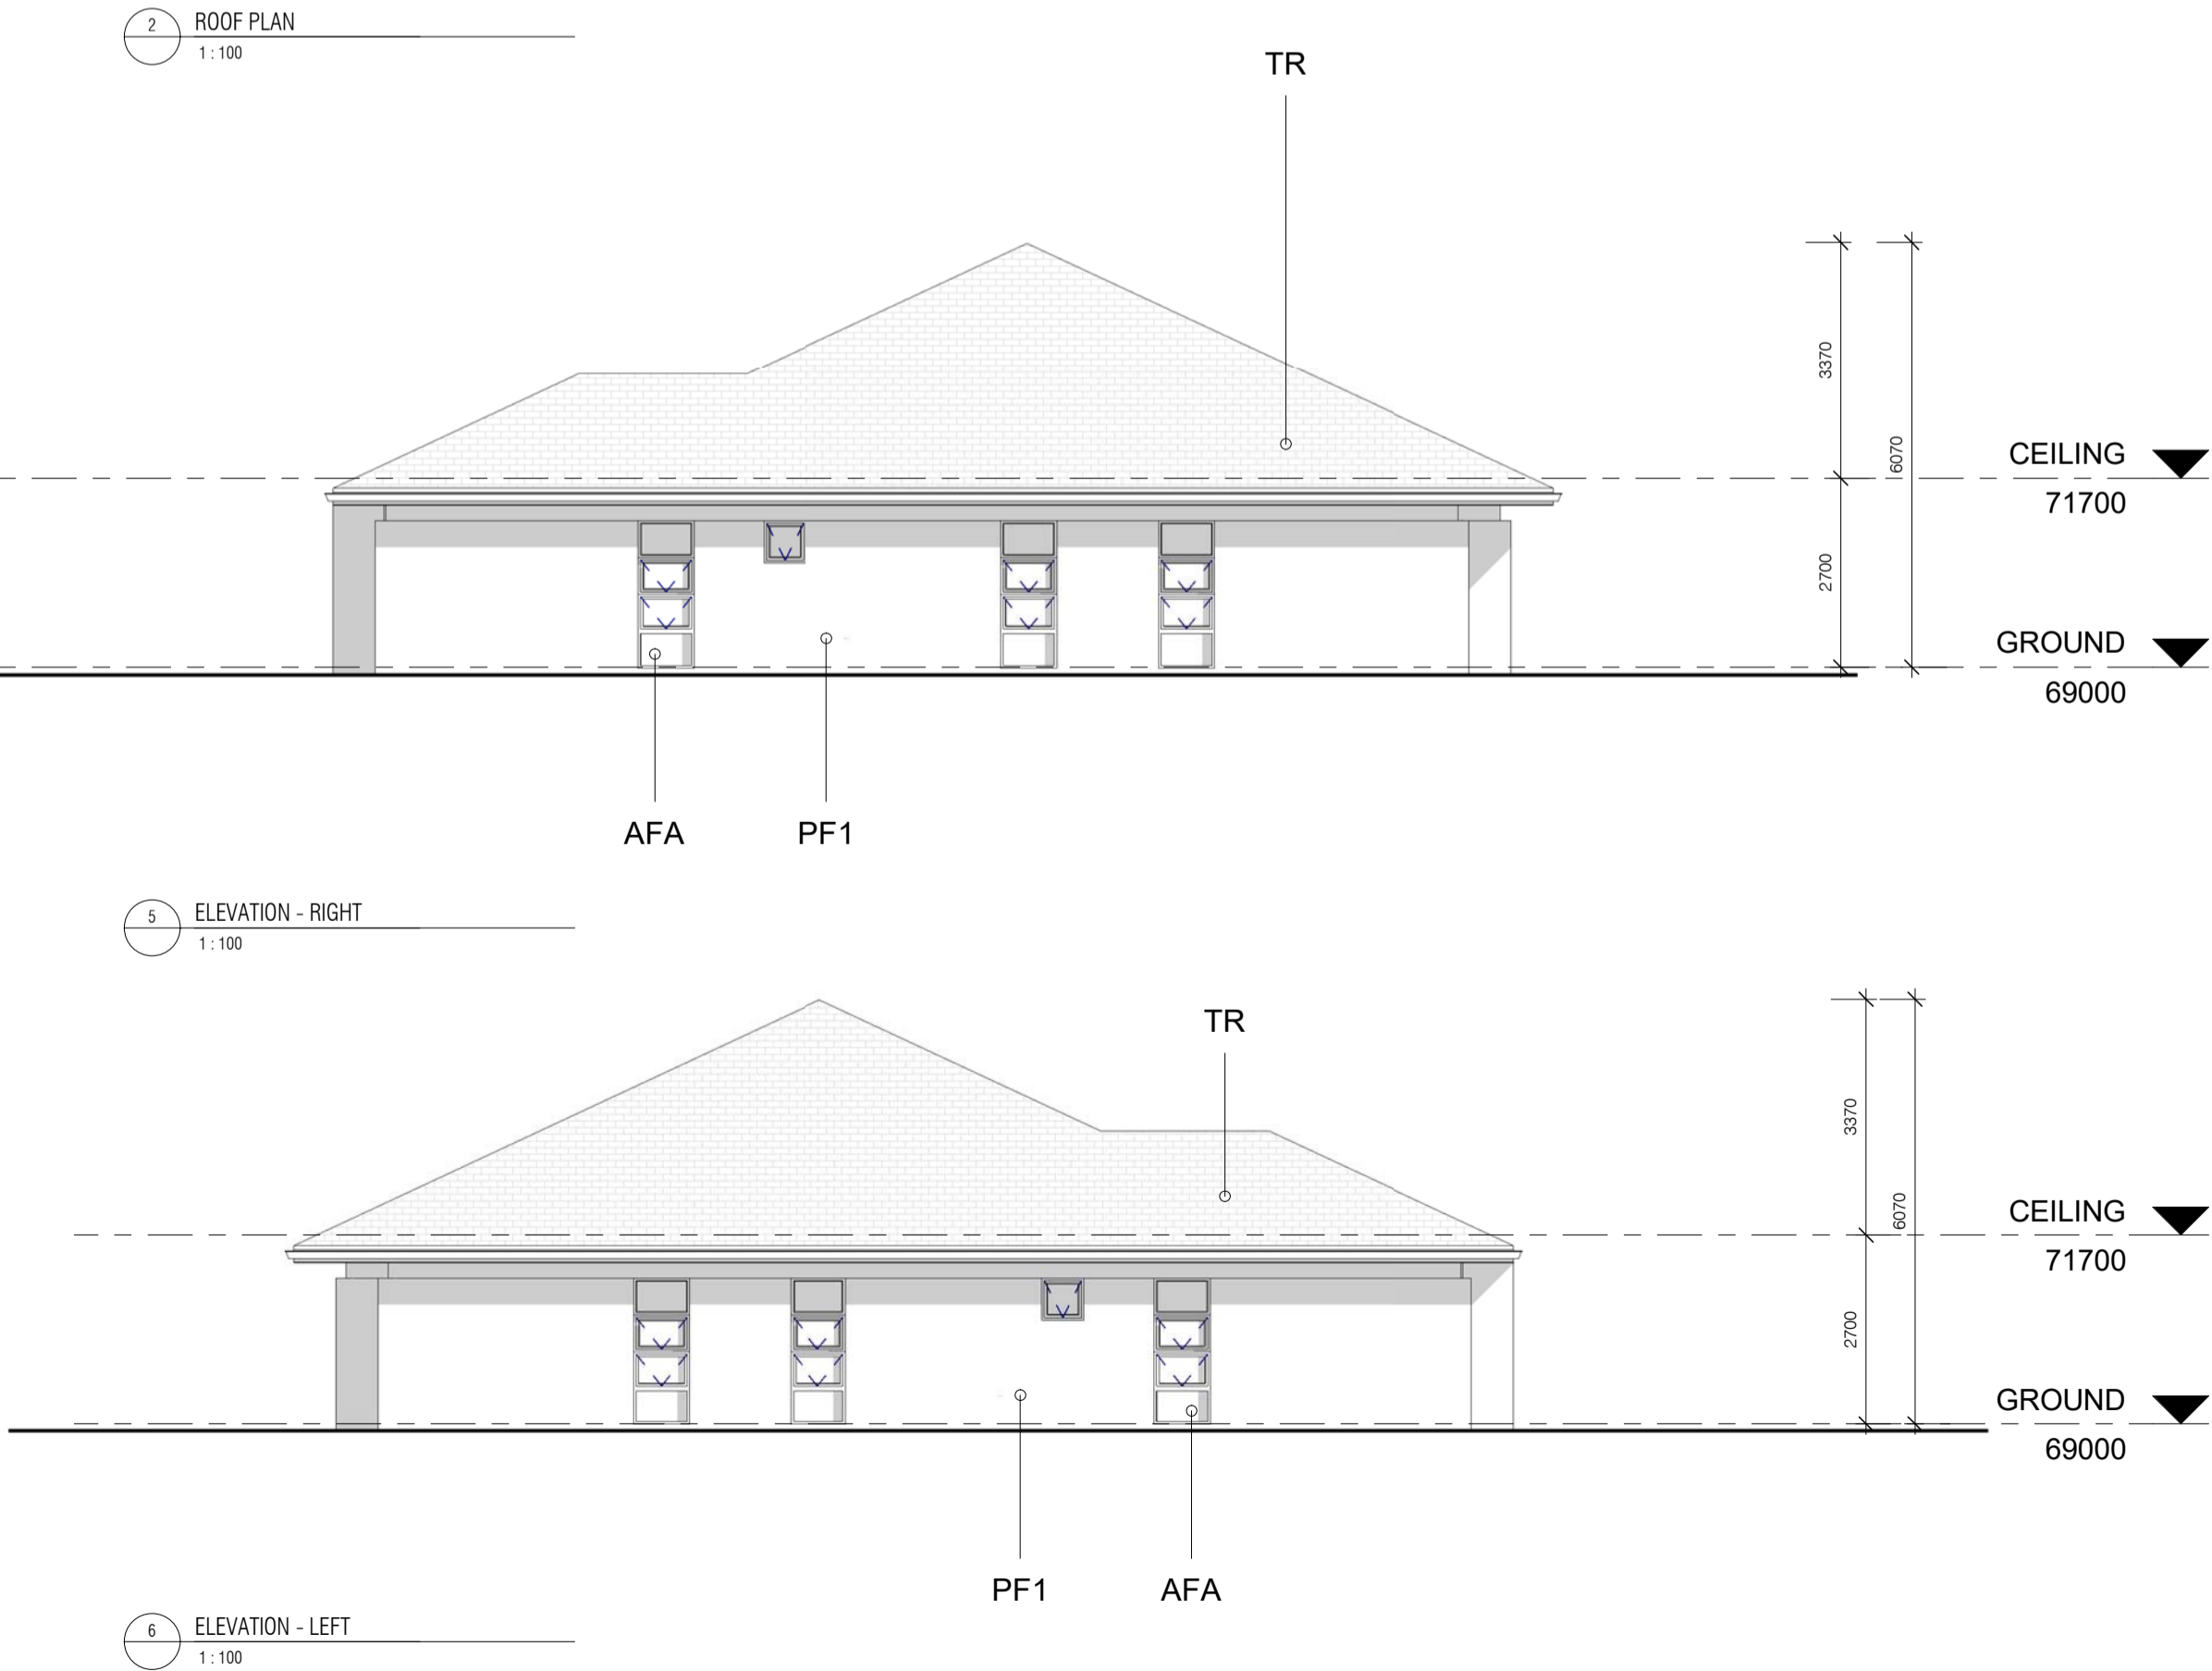 2
ROOF PLAN
1 : 100
TR
3370
6070
2700
CEILING
71700
GROUND
69000
AFA
PF1
5
ELEVATION - RIGHT
1 : 100
TR
3370
6070
2700
CEILING
71700
GROUND
69000
PF1
AFA
6
ELEVATION - LEFT
1 : 100